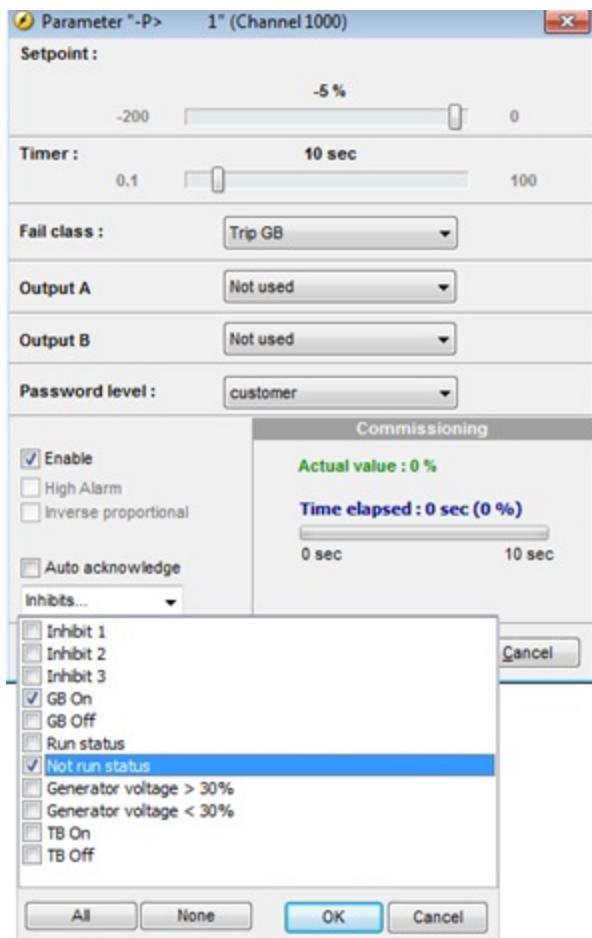 Parameter "-P> 1" (Channel 1000)
Setpoint :
-5 %
-200 0
Timer : 10 sec
0.1 100
Fail class : Trip GB
Output A Not used
Output B Not used
Password level : customer
Commissioning
Enable
Actual value : 0 %
High Alarm
Inverse proportional
Time elapsed : 0 sec (0 %)
0 sec 10 sec
Auto acknowledge
Inhibits...
Cancel
Inhibit 1
Inhibit 2
Inhibit 3
GB On
GB Off
Run status
Not run status
Generator voltage > 30%
Generator voltage < 30%
TB On
TB Off
All None OK Cancel